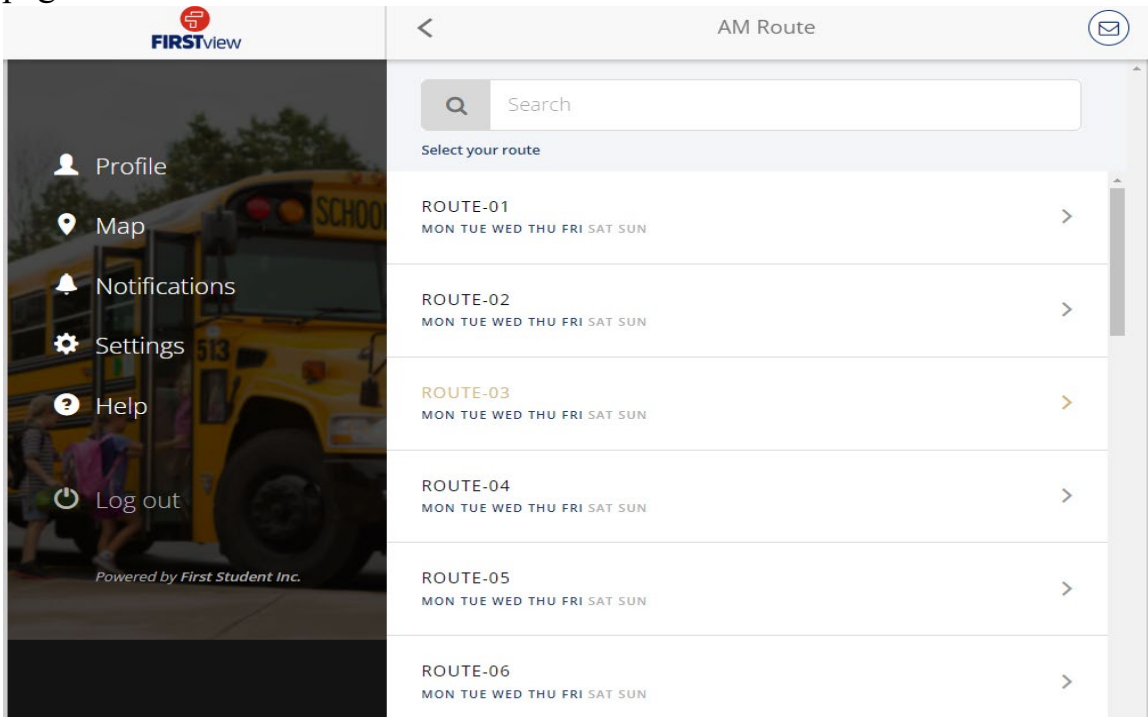 FIRSTview
AM Route
Profile
Map
Notifications
Settings
Help
Log out
Powered by First Student Inc.
SCHOO
513
Search
Select your route
ROUTE-01
MON TUE WED THU FRI SAT SUN
ROUTE-02
MON TUE WED THU FRI SAT SUN
ROUTE-03
MON TUE WED THU FRI SAT SUN
ROUTE-04
MON TUE WED THU FRI SAT SUN
ROUTE-05
MON TUE WED THU FRI SAT SUN
ROUTE-06
MON TUE WED THU FRI SAT SUN